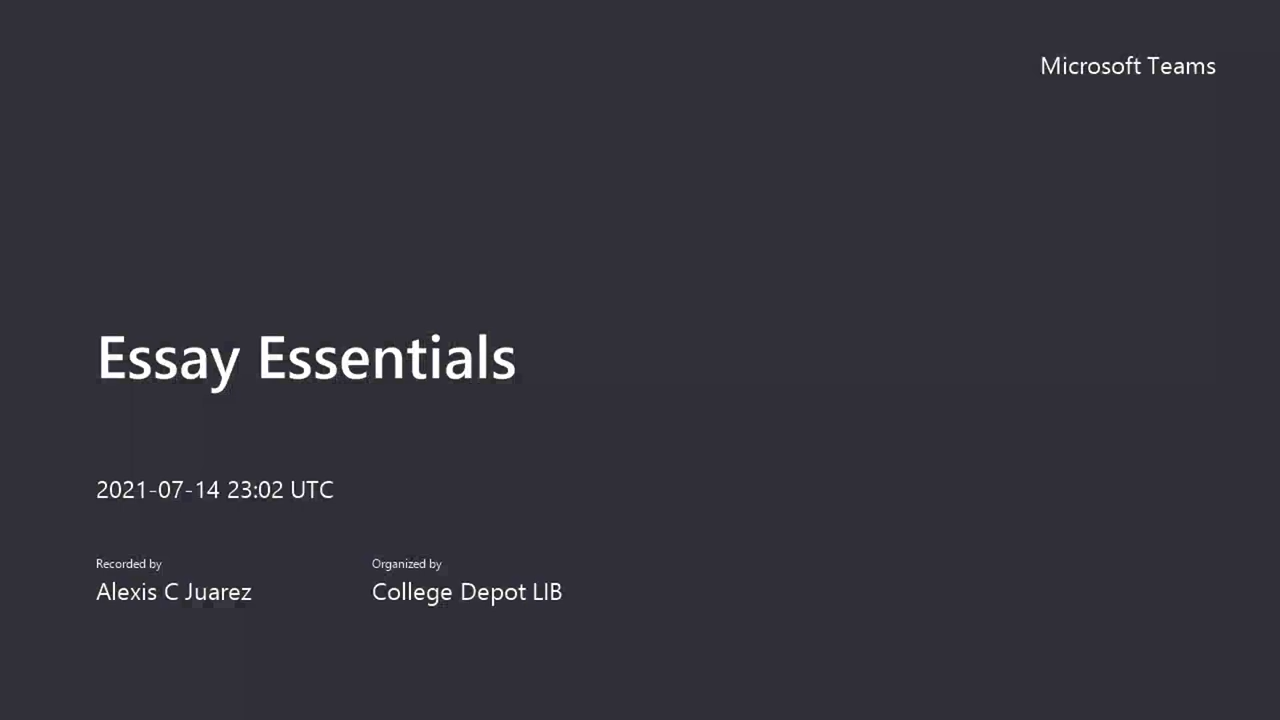 Microsoft Teams
Essay Essentials
2021-07-14 23:02 UTC
Recorded by
Alexis C Juarez
Organized by
College Depot LIB